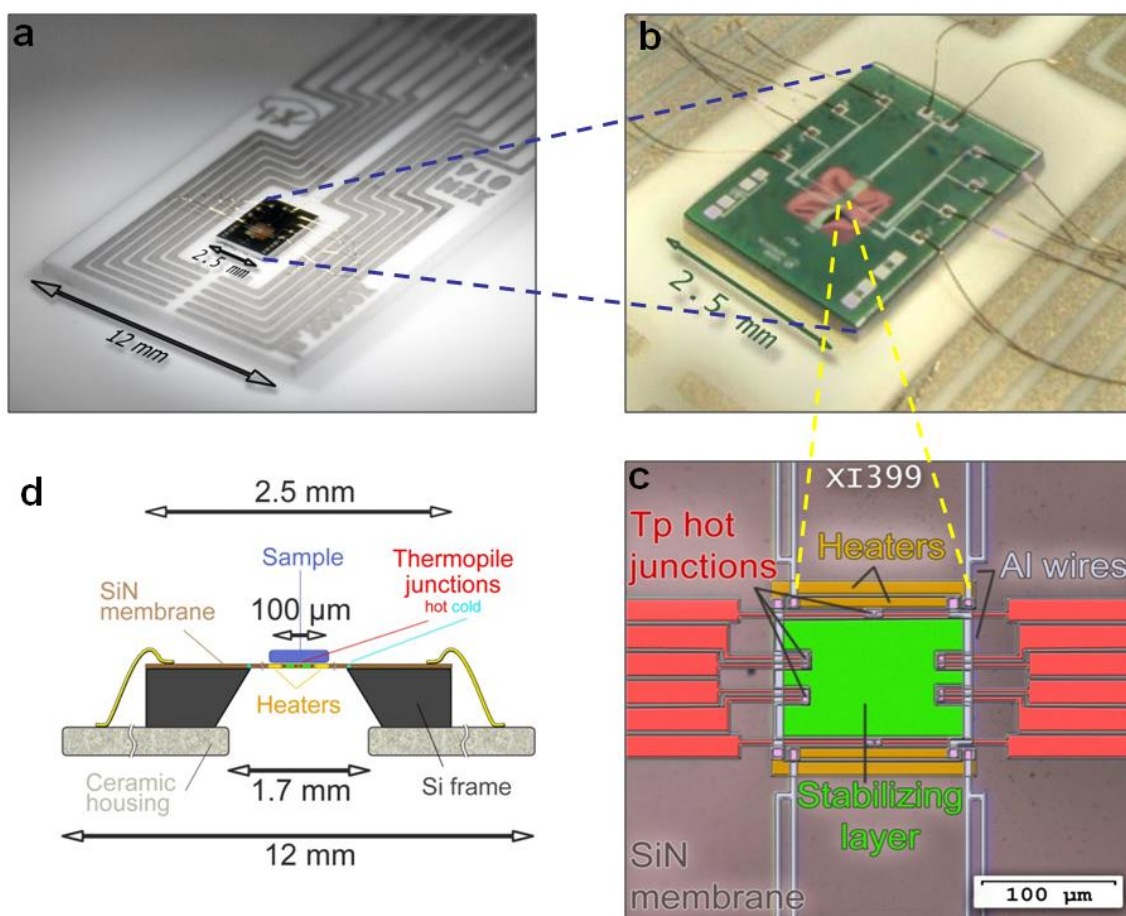 a
XEN
014
2.5 mm
12 mm
b
2.5 mm
c
XI399
Tp hot
junctions
Heaters
Al wires
Stabilizing
layer
SiN
membrane
100 μm
d
2.5 mm
Sample
SiN
membrane
Thermopile
junctions
hot cold
100 μm
Heaters
Ceramic
housing
1.7 mm
Si frame
12 mm